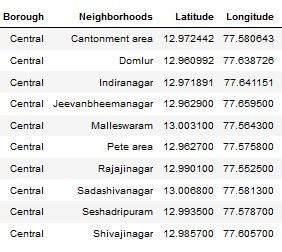 Borough Neighborhoods Latitude Longitude
Central Cantonment area 12.972442 77.580643
Central Domlur 12.960992 77.638726
Central Indiranagar 12.971891 77.641151
Central Jeevanbheemanagar 12.962900 77.659500
Central Malleswaram 13.003100 77.564300
Central Pete area 12.962700 77.575800
Central Rajajinagar 12.990100 77.552500
Central Sadashivanagar 13.006800 77.581300
Central Seshadripuram 12.993500 77.578700
Central Shivajinagar 12.985700 77.605700